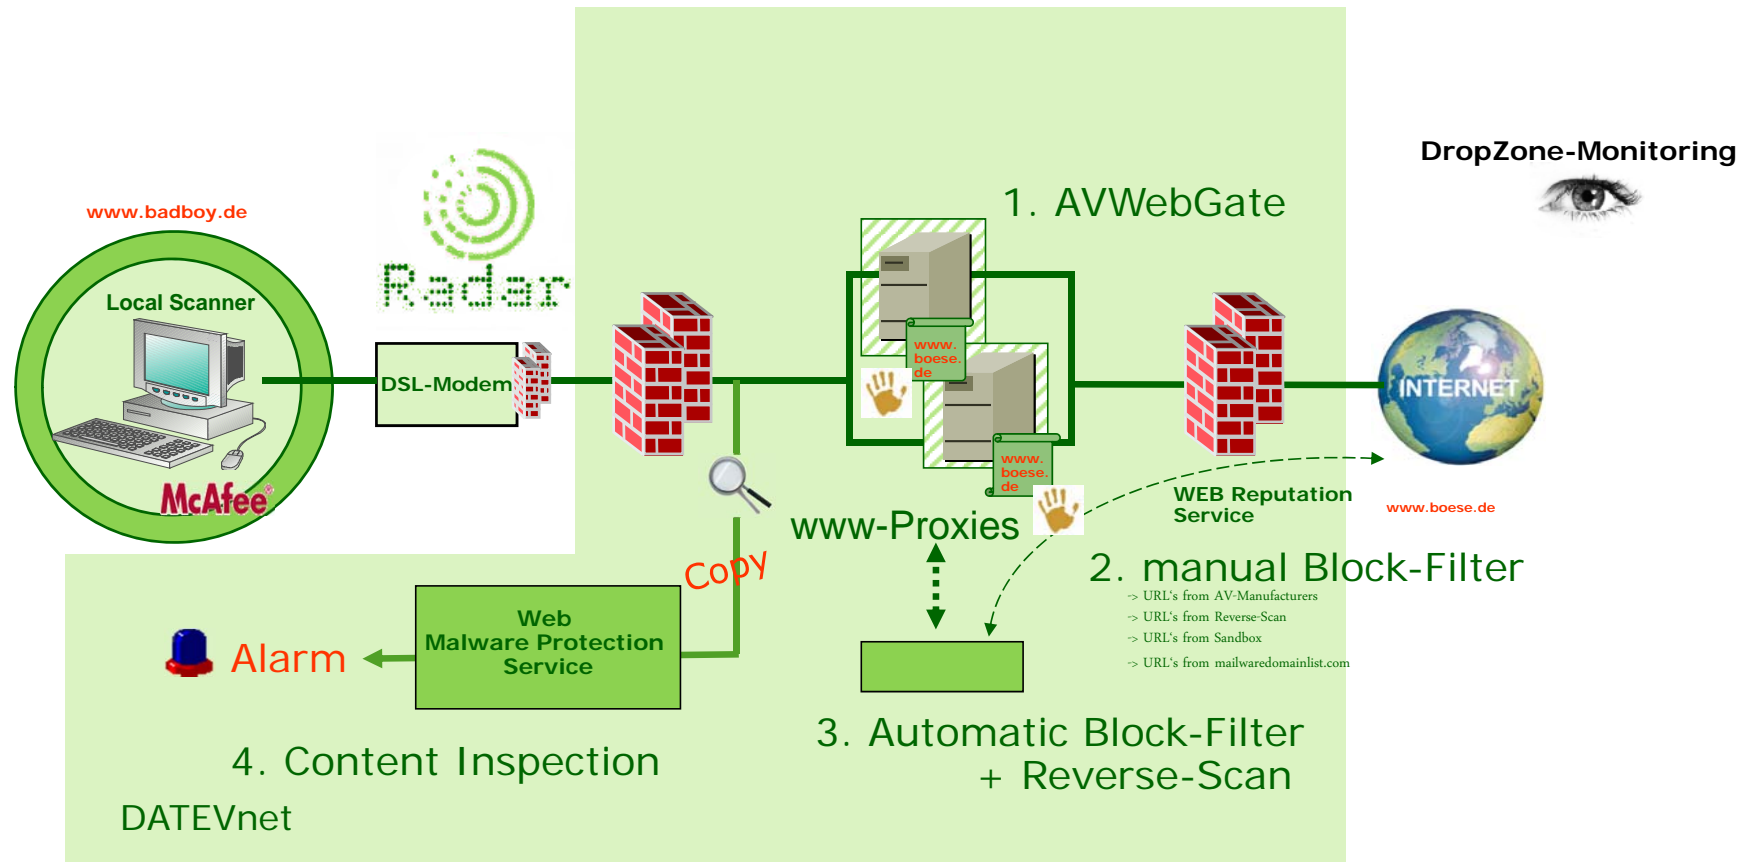 DropZone-Monitoring
1. AVWebGate
www.badboy.de
Radar
Local Scanner
www.
boese.
de
DSL-Modem
INTERNET
www.
boese.
de
McAfee
WEB Reputation
Service
www.boese.de
www-Proxies
Copy
2. manual Block-Filter
-> URL's from AV-Manufacturers
-> URL's from Reverse-Scan
-> URL's from Sandbox
-> URL's from mailwaredomainlist.com
Web
Malware Protection
Service
Alarm
3. Automatic Block-Filter
+ Reverse-Scan
4. Content Inspection
DATEVnet